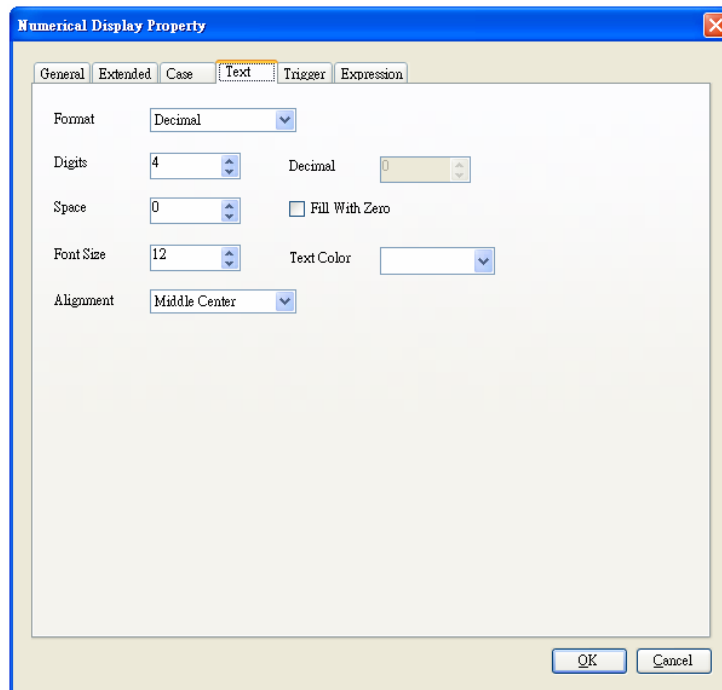 Numerical Display Property
General Extended Case Text Trigger Expression
Format Decimal
Digits 4 Decimal 0
Space 0 Fill With Zero
Font Size 12 Text Color
Alignment Middle Center
OK Cancel